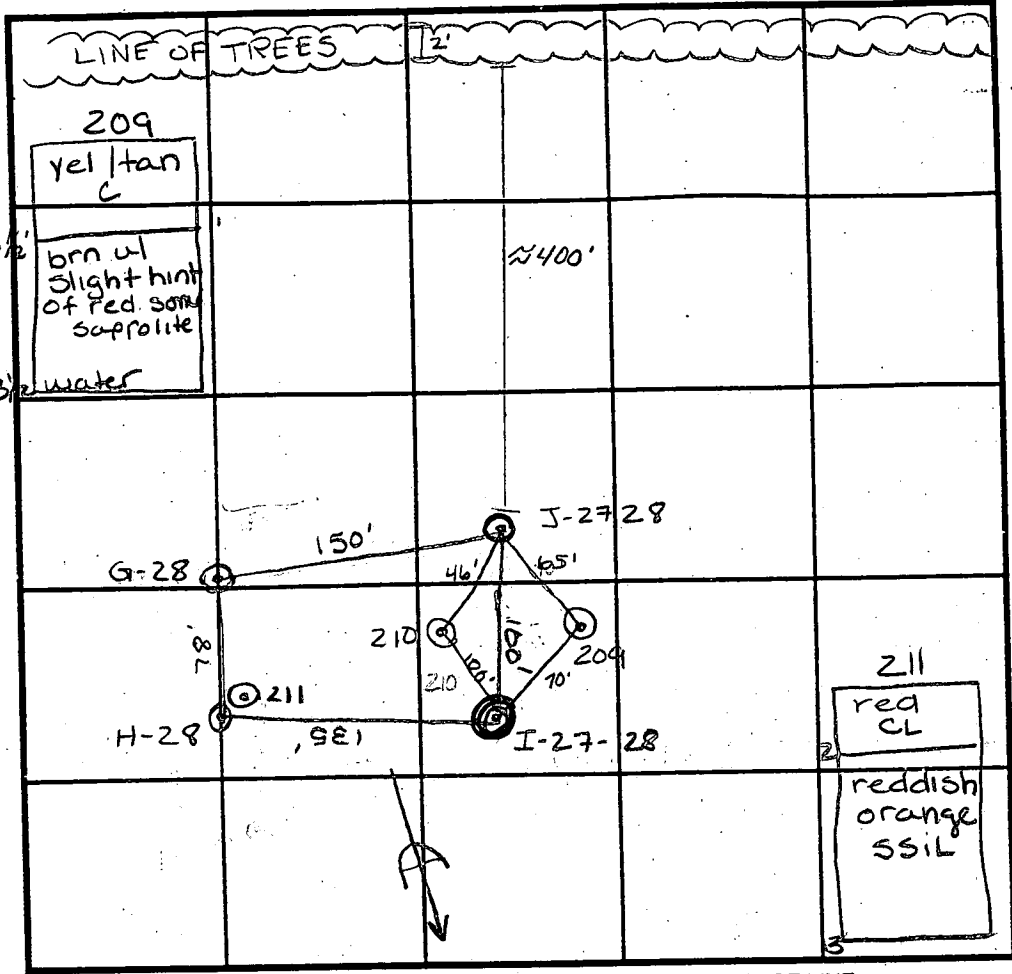 LINE OF TREES
2'
209
yel/tan
C
brn
slight hint
of red. some
saprolite
water
≈400'
J-27 28
150'
G-28
46'
65'
210
100'
209
78'
210
70'
211
H-28
135'
I-27-28
211
red
CL
2
reddish
orange
SSiL
3